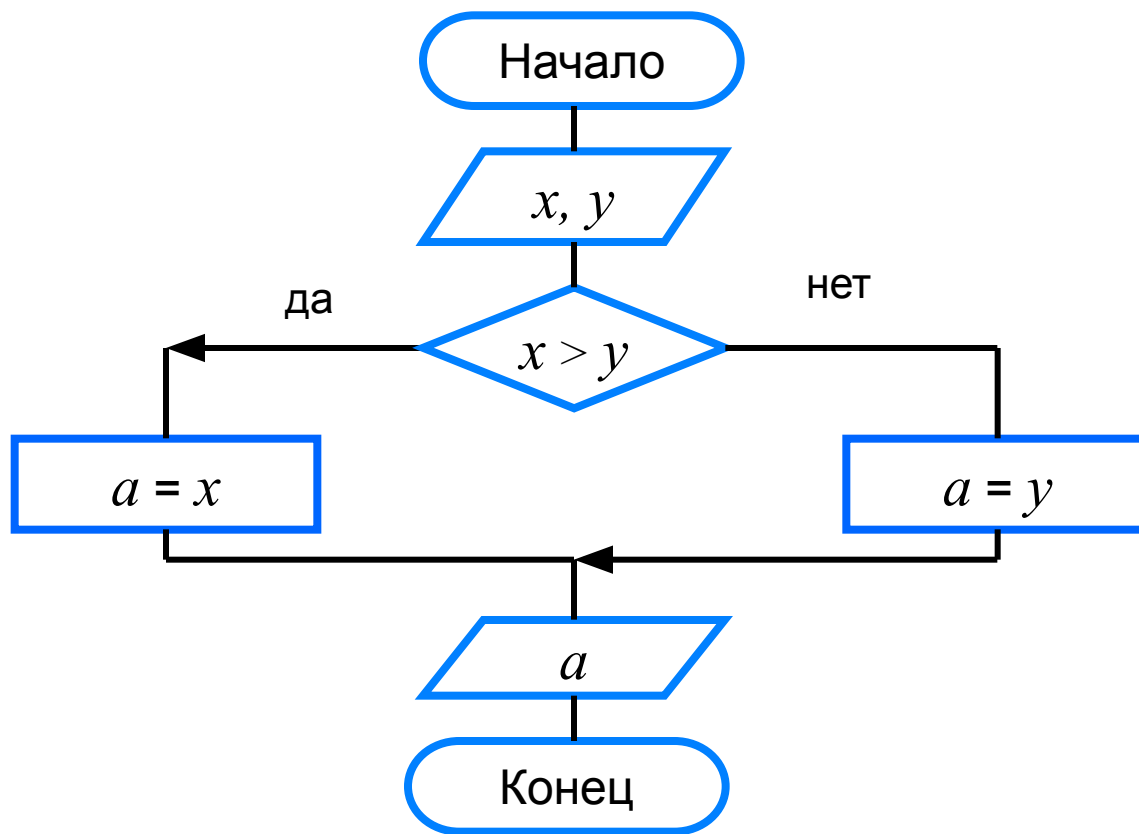 Начало
x, y
да
нет
x > y
a = x
a = y
a
Конец